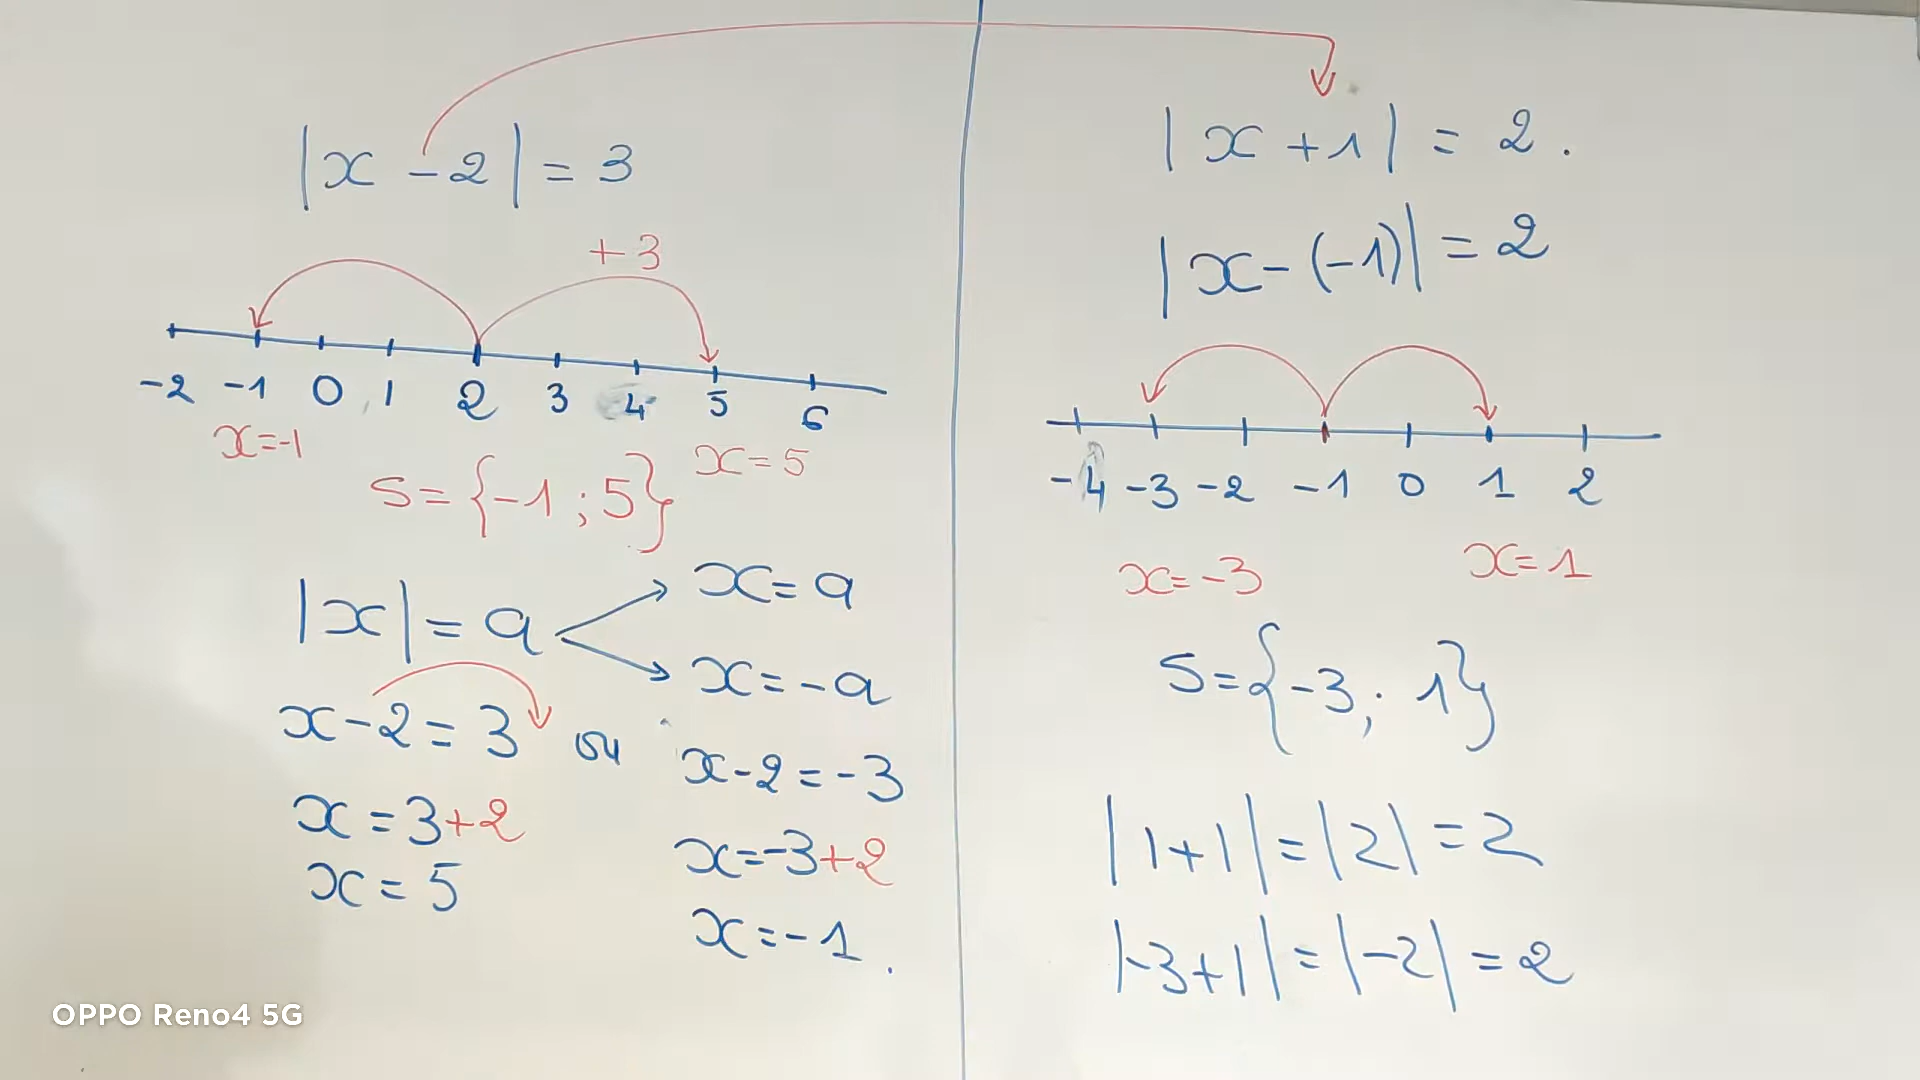 |x - 2| = 3
+3
-2 -1 0 1 2 3 4 5 6
x=-1
x=5
S={-1 ; 5}
|x| = a
x= a
x= -a
x-2 = 3 ou x-2 = -3
x = 3+2
x=-3+2
x = 5
x=-1.
|x +1| = 2.
|x-(-1)| = 2
-4 -3 -2 -1 0 1 2
x=-3
x=1
S={-3; 1}
|1+1|=|2|=2
|-3+1|=|-2|=2
OPPO Reno4 5G